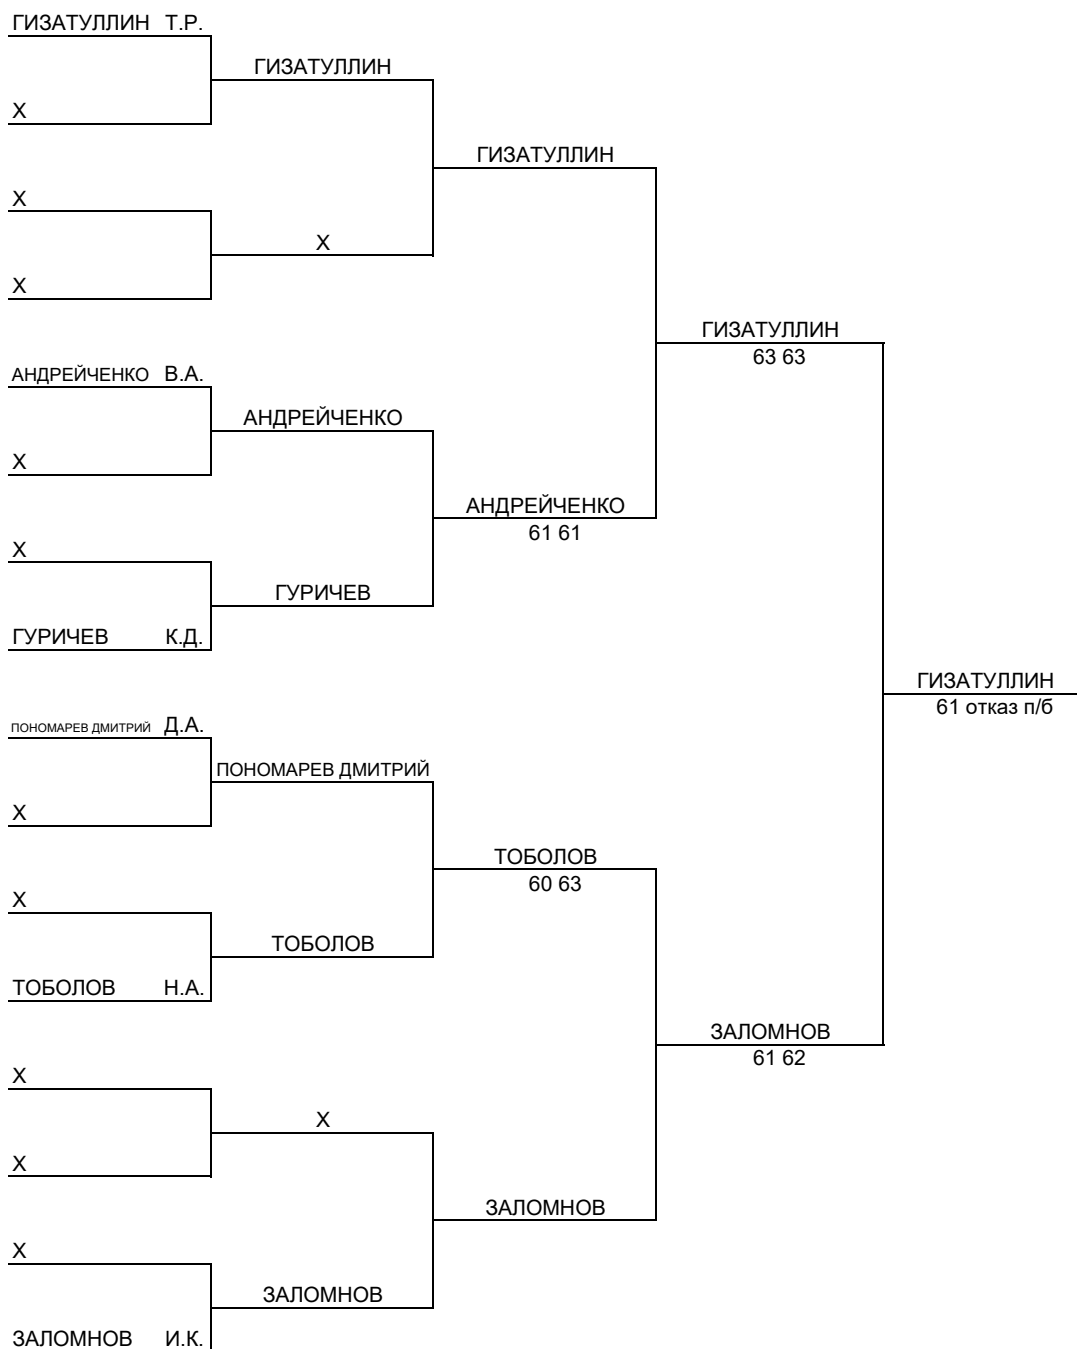 ГИЗАТУЛЛИН Т.Р.
ГИЗАТУЛЛИН
Х
ГИЗАТУЛЛИН
Х
Х
Х
ГИЗАТУЛЛИН
63 63
АНДРЕЙЧЕНКО В.А.
АНДРЕЙЧЕНКО
Х
АНДРЕЙЧЕНКО
61 61
Х
ГУРИЧЕВ
ГУРИЧЕВ К.Д.
ГИЗАТУЛЛИН
61 отказ п/б
ПОНОМАРЕВ ДМИТРИЙ Д.А.
ПОНОМАРЕВ ДМИТРИЙ
Х
ТОБОЛОВ
60 63
Х
ТОБОЛОВ
ТОБОЛОВ Н.А.
ЗАЛОМНОВ
61 62
Х
Х
Х
ЗАЛОМНОВ
Х
ЗАЛОМНОВ
ЗАЛОМНОВ И.К.